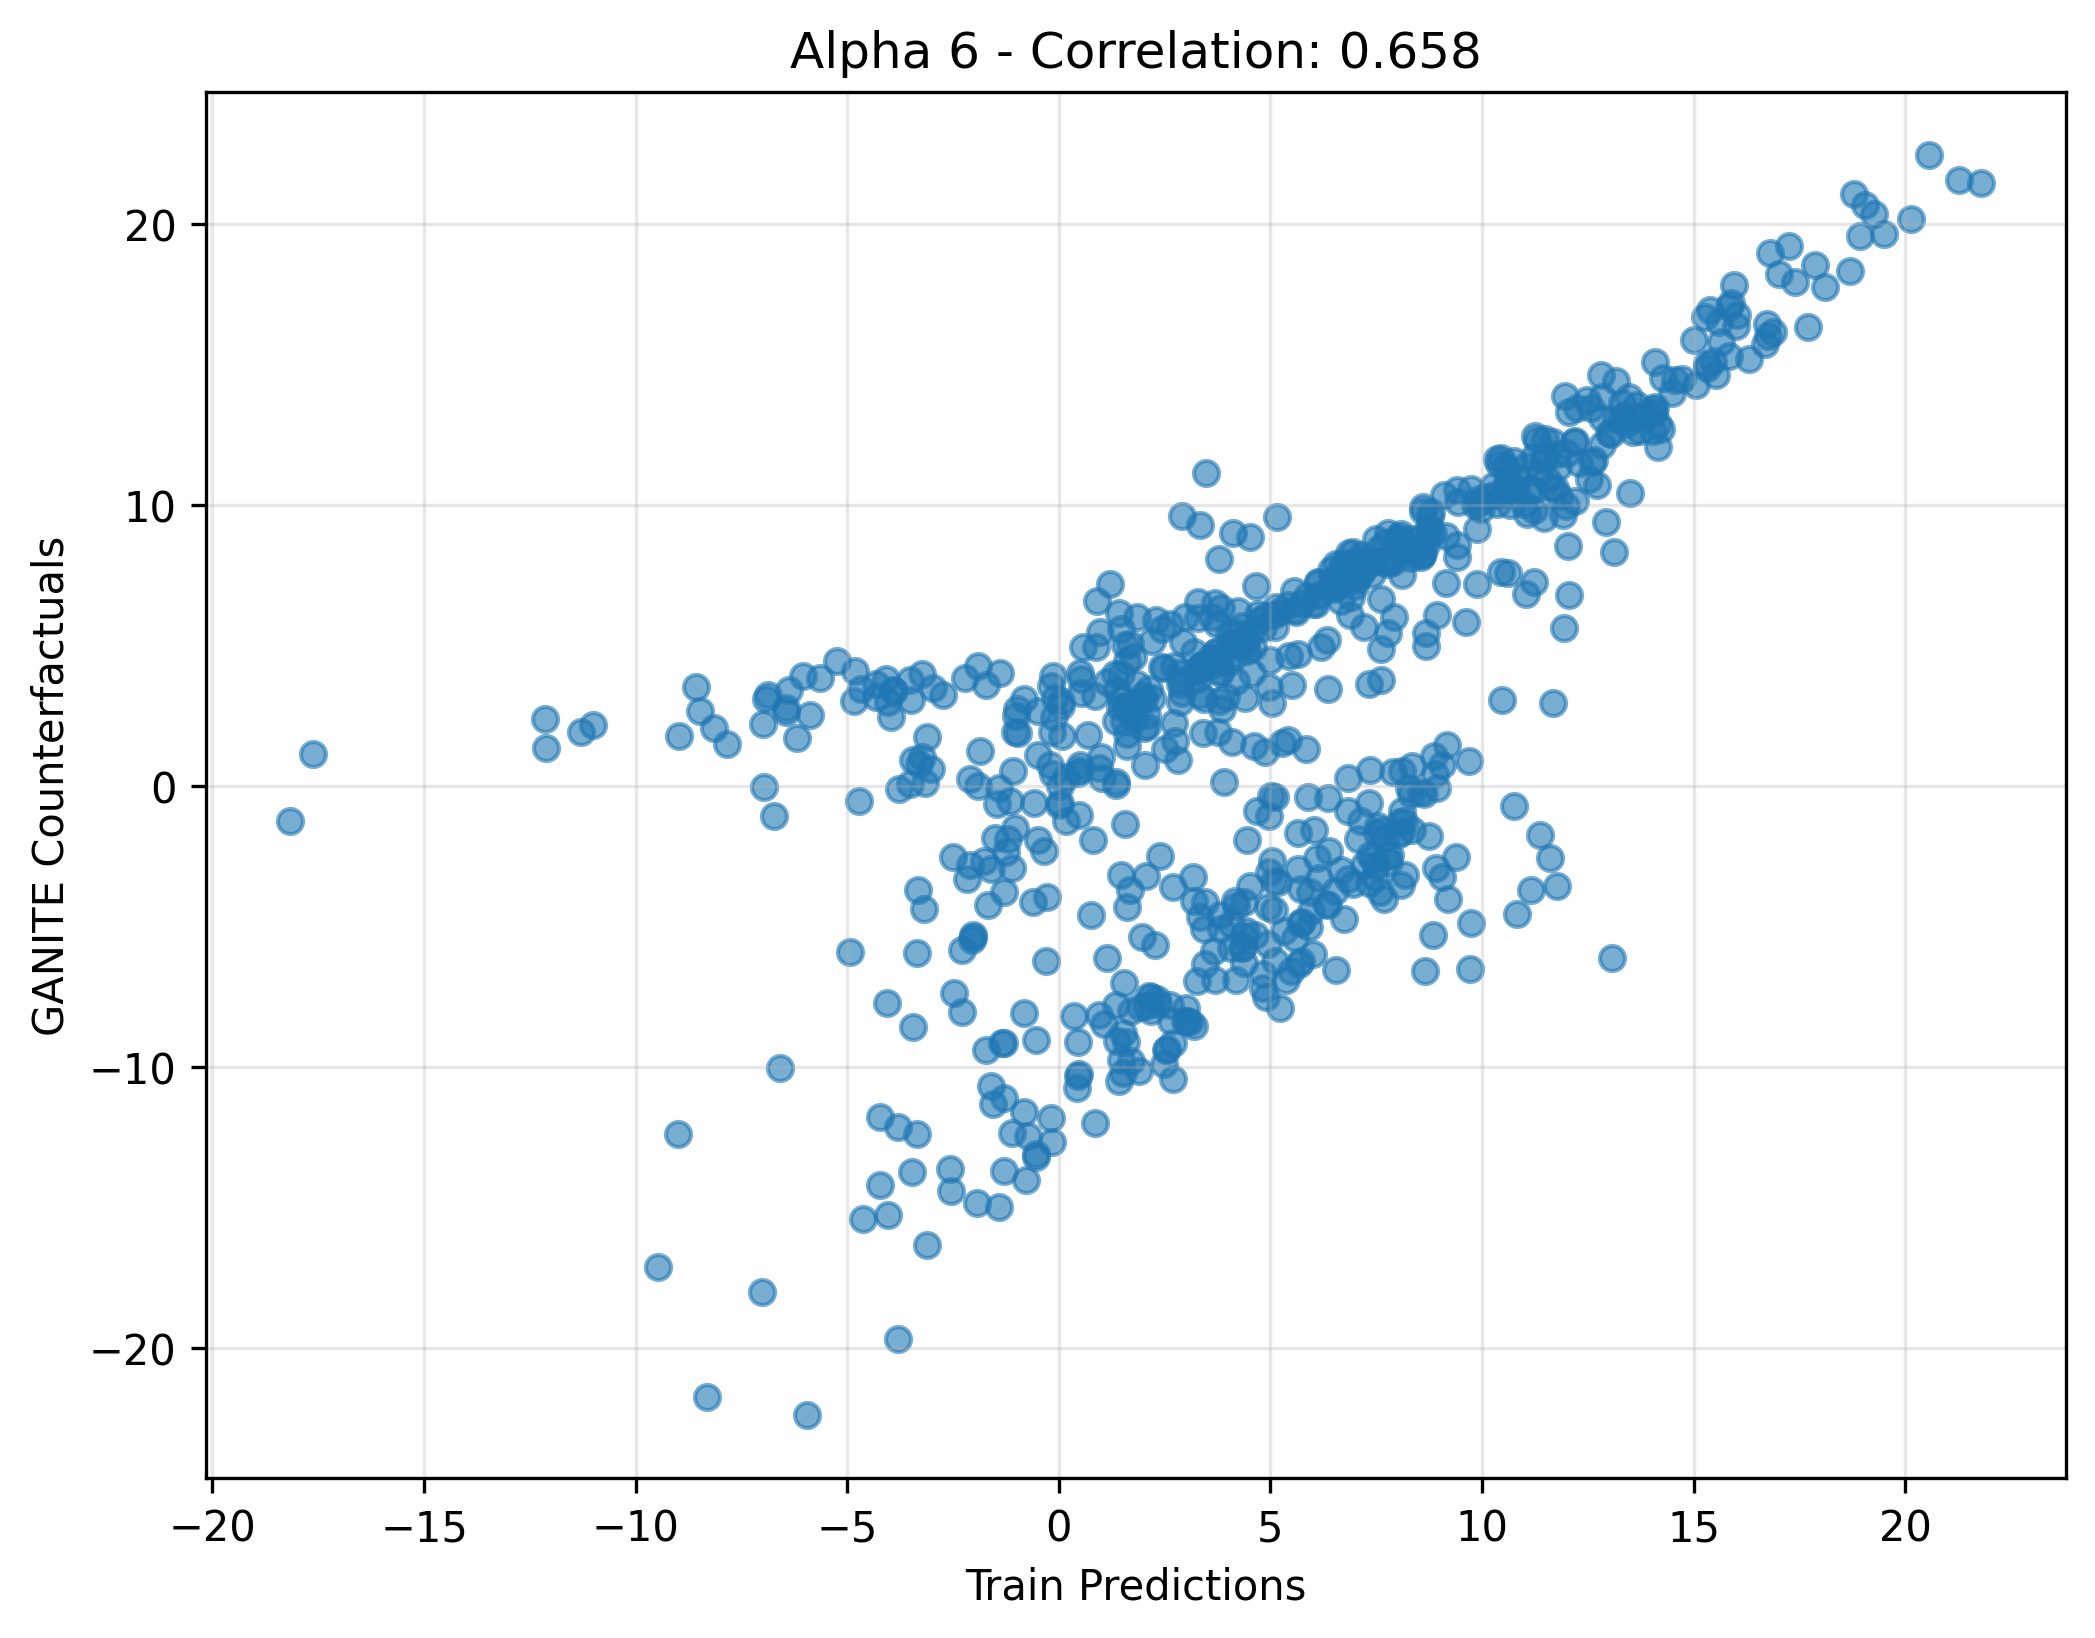 Alpha 6 - Correlation: 0.658
20
10
0
−10
−20
GANITE Counterfactuals
−20 −15 −10 −5 0 5 10 15 20
Train Predictions